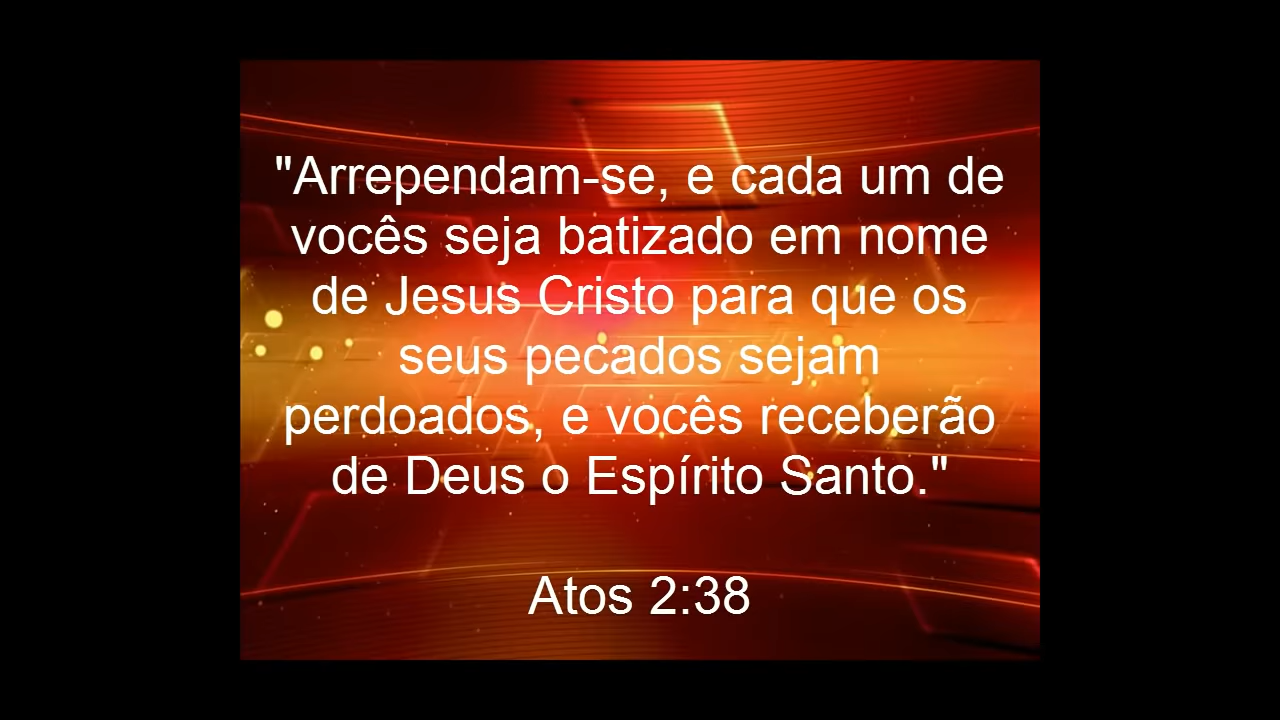 "Arrependam-se, e cada um de
vocês seja batizado em nome
de Jesus Cristo para que os
seus pecados sejam
perdoados, e vocês receberão
de Deus o Espírito Santo."
Atos 2:38